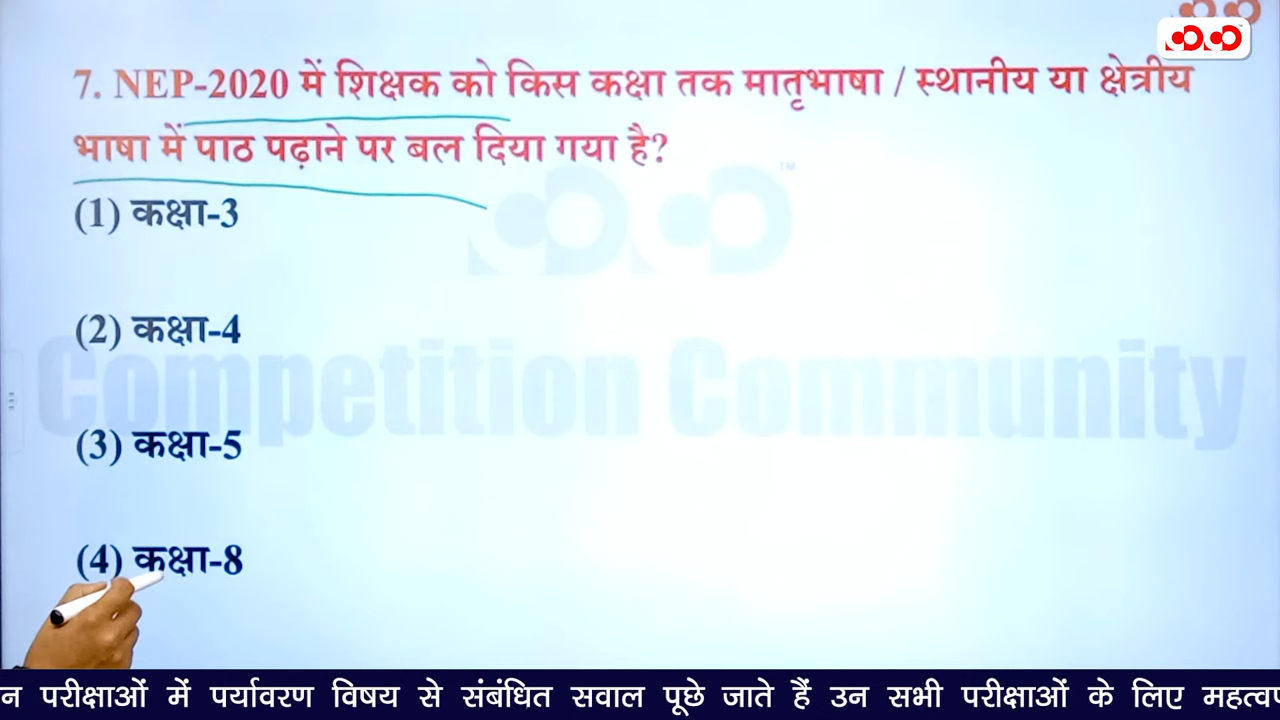 7. NEP-2020 में शिक्षक को किस कक्षा तक मातृभाषा / स्थानीय या क्षेत्रीय
भाषा में पाठ पढ़ाने पर बल दिया गया है?
(1) कक्षा-3
(2) कक्षा-4
Competition Community
(3) कक्षा-5
(4) कक्षा-8
न परीक्षाओं में पर्यावरण विषय से संबंधित सवाल पूछे जाते हैं उन सभी परीक्षाओं के लिए महत्वप